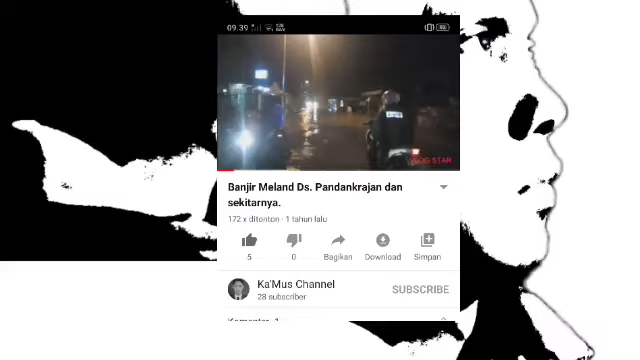 09.39
VLOG STAR
Banjir Meland Ds. Pandankrajan dan
sekitarnya.
172 x ditonton · 1 tahun lalu
5 0 Bagikan Download Simpan
Ka'Mus Channel
28 subscriber
SUBSCRIBE